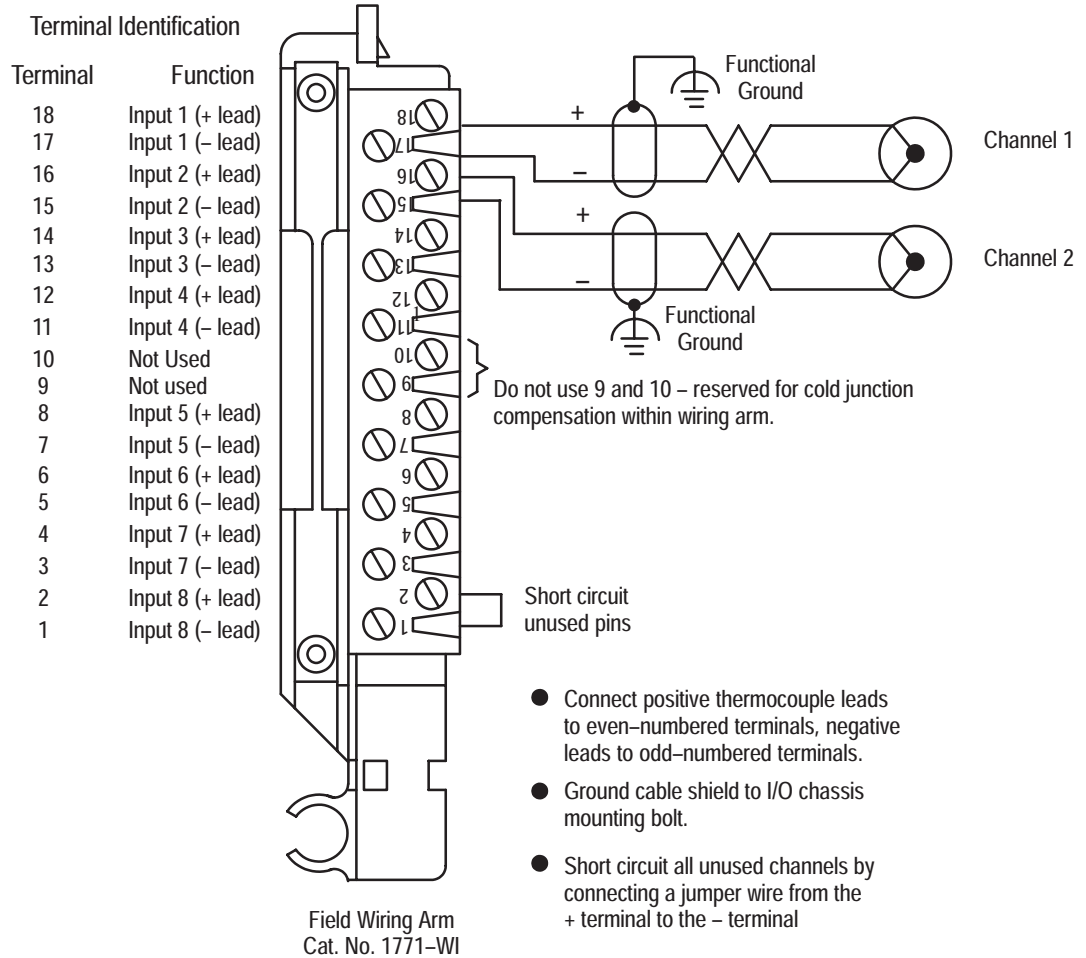 Terminal Identification
Terminal Function
18 Input 1 (+ lead)
17 Input 1 (– lead)
16 Input 2 (+ lead)
15 Input 2 (– lead)
14 Input 3 (+ lead)
13 Input 3 (– lead)
12 Input 4 (+ lead)
11 Input 4 (– lead)
10 Not Used
9 Not used
8 Input 5 (+ lead)
7 Input 5 (– lead)
6 Input 6 (+ lead)
5 Input 6 (– lead)
4 Input 7 (+ lead)
3 Input 7 (– lead)
2 Input 8 (+ lead)
1 Input 8 (– lead)
18
17
16
15
14
13
12
11
10
9
8
7
6
5
4
3
2
1
Functional
Ground
+
–
Channel 1
+
–
Channel 2
Functional
Ground
Do not use 9 and 10 – reserved for cold junction
compensation within wiring arm.
Short circuit
unused pins
● Connect positive thermocouple leads
to even–numbered terminals, negative
leads to odd–numbered terminals.
● Ground cable shield to I/O chassis
mounting bolt.
● Short circuit all unused channels by
connecting a jumper wire from the
+ terminal to the – terminal
Field Wiring Arm
Cat. No. 1771–WI